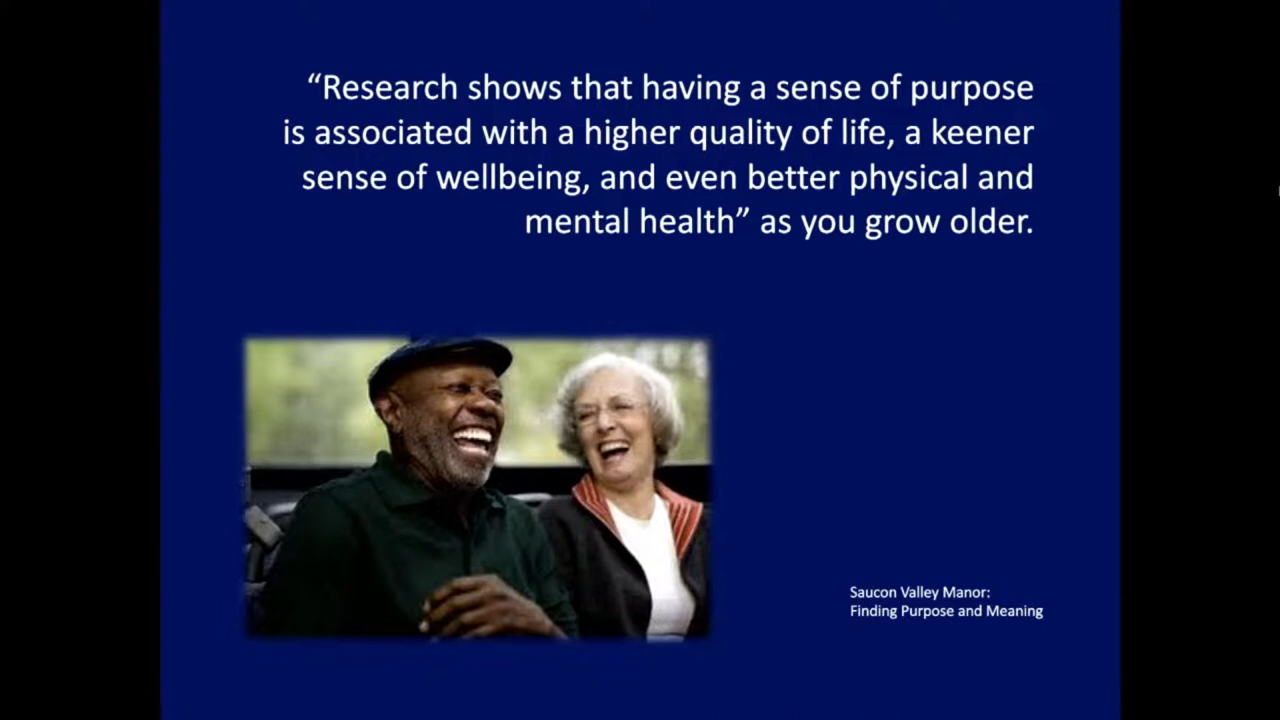 “Research shows that having a sense of purpose
is associated with a higher quality of life, a keener
sense of wellbeing, and even better physical and
mental health” as you grow older.
Saucon Valley Manor:
Finding Purpose and Meaning